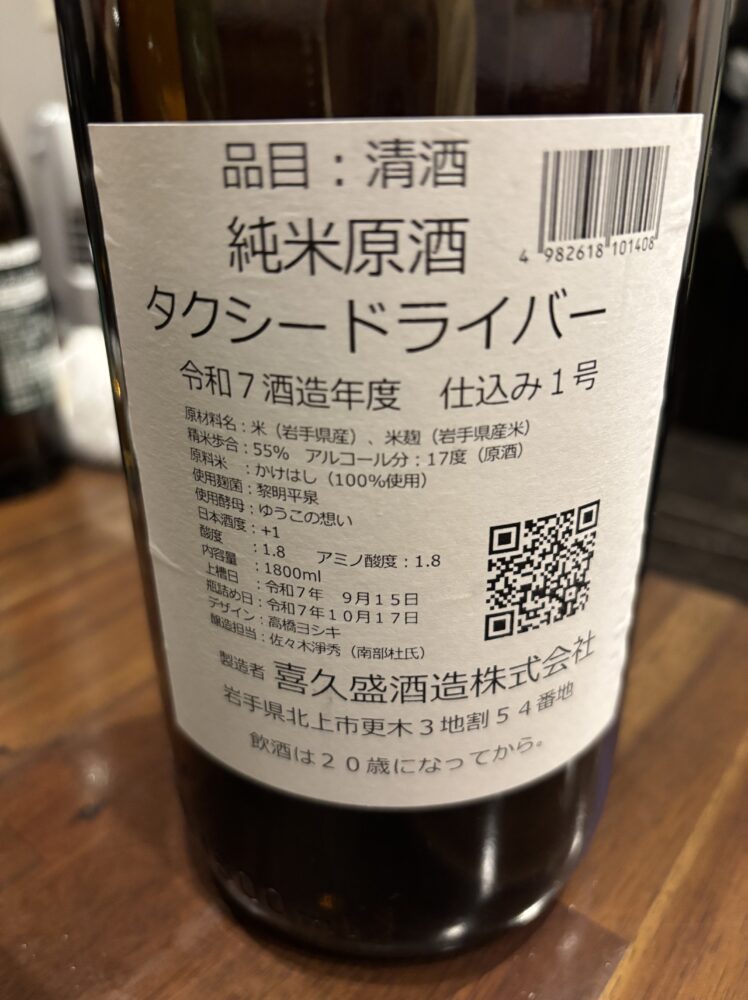 品目：清酒
4 982618 101408
純米原酒
タクシードライバー
令和７酒造年度　仕込み１号
原材料名：米（岩手県産）、米麹（岩手県産米）
精米歩合：55%　アルコール分：17度（原酒）
原料米　：かけはし（100%使用）
使用麹菌：黎明平泉
使用酵母：ゆうこの想い
日本酒度：+1
酸度　　：1.8　　アミノ酸度：1.8
内容量　：1800ml
上槽日　：令和７年　９月１５日
瓶詰め日：令和７年１０月１７日
デザイン：高橋ヨシキ
醸造担当：佐々木淨秀（南部杜氏）
製造者 喜久盛酒造株式会社
岩手県北上市更木３地割５４番地
飲酒は２０歳になってから。